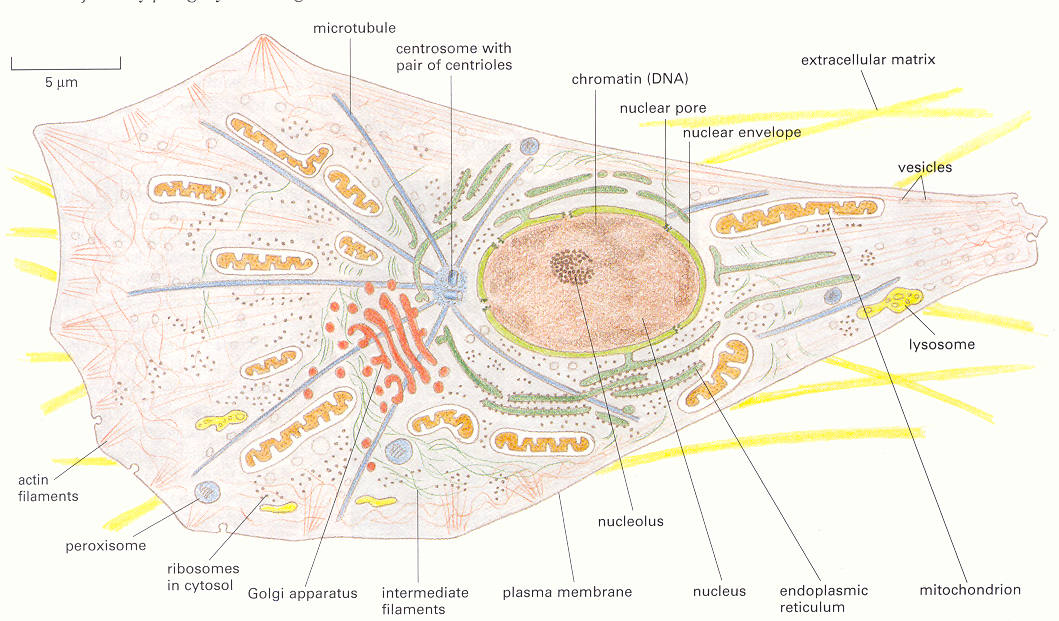 microtubule
centrosome with
pair of centrioles
extracellular matrix
chromatin (DNA)
5 µm
nuclear pore
nuclear envelope
vesicles
lysosome
actin
filaments
nucleolus
peroxisome
ribosomes
in cytosol
Golgi apparatus
intermediate
filaments
plasma membrane
nucleus
endoplasmic
reticulum
mitochondrion